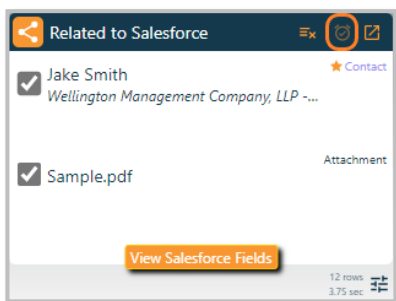 Related to Salesforce
Jake Smith
★ Contact
Wellington Management Company, LLP -...
Attachment
Sample.pdf
View Salesforce Fields
12 rows
3.75 sec